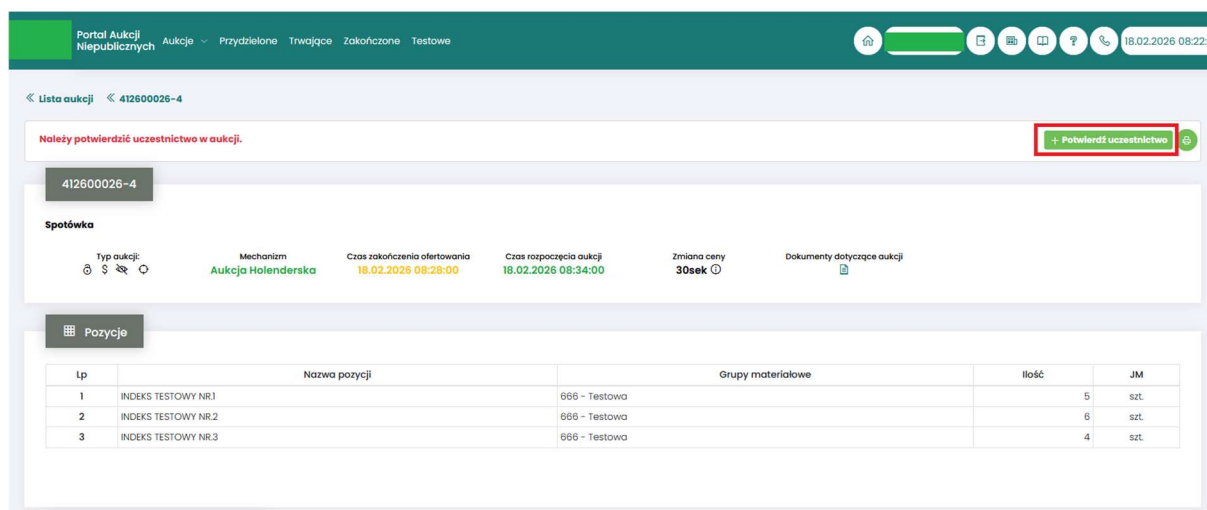 Portal Aukcji
Niepublicznych
Aukcje Przydzielone Trwające Zakończone Testowe
18.02.2026 08:22:
Lista aukcji 412600026-4
Należy potwierdzić uczestnictwo w aukcji.
+ Potwierdź uczestnictwo
412600026-4
Spotówka
Typ aukcji: Mechanizm Czas zakończenia ofertowania Czas rozpoczęcia aukcji Zmiana ceny Dokumenty dotyczące aukcji
$ Aukcja Holenderska 18.02.2026 08:28:00 18.02.2026 08:34:00 30sek
Pozycje
Lp Nazwa pozycji Grupy materiałowe Ilość JM
1 INDEKS TESTOWY NR.1 666 - Testowa 5 szt.
2 INDEKS TESTOWY NR.2 666 - Testowa 6 szt.
3 INDEKS TESTOWY NR.3 666 - Testowa 4 szt.